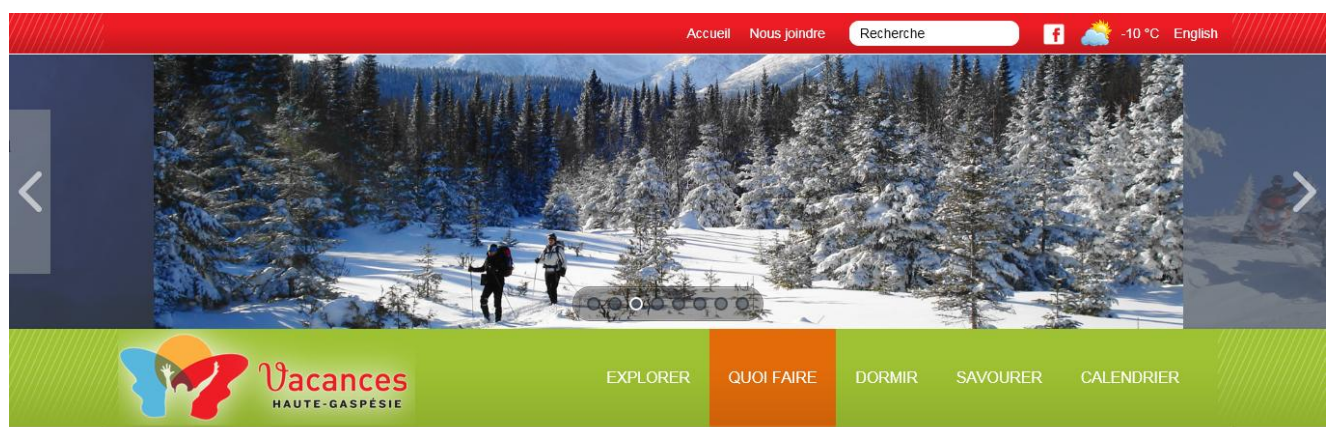 Accueil Nous joindre Recherche f -10 °C English
Vacances
HAUTE-GASPÉSIE
EXPLORER QUOI FAIRE DORMIR SAVOURER CALENDRIER